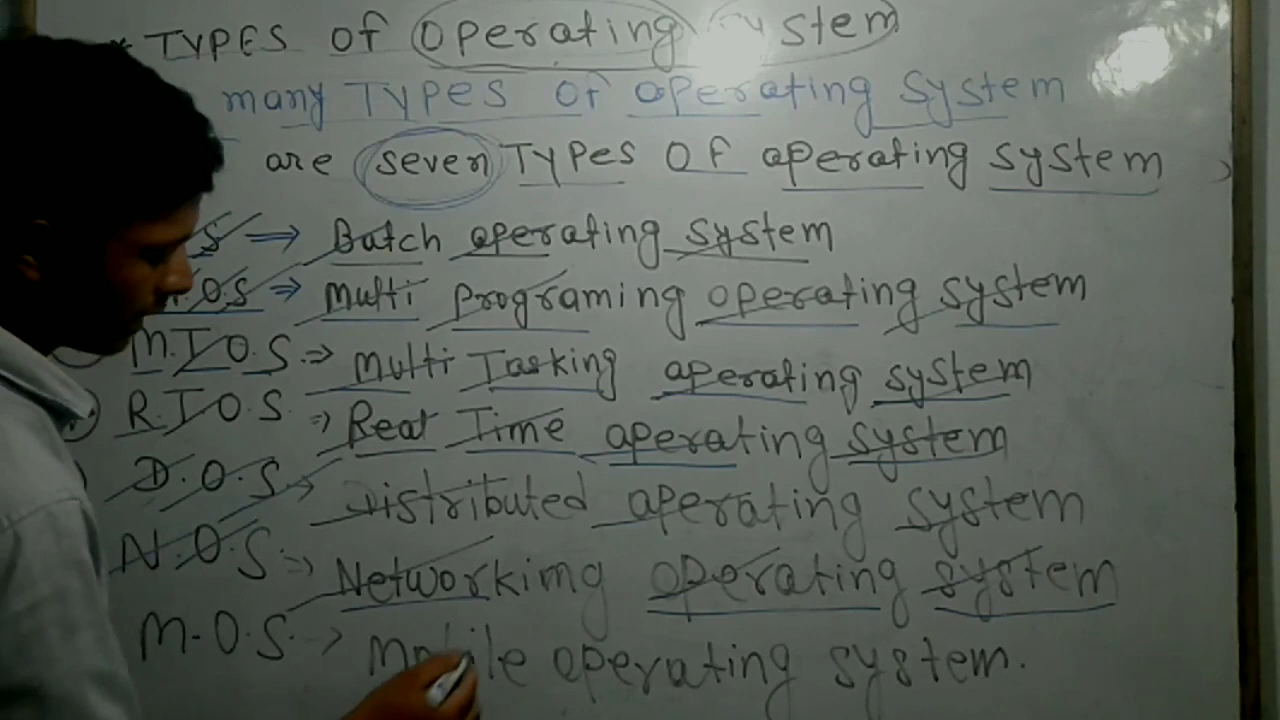 * TYPES of operating system
many TYPES OF operating system
are seven TYPES OF operating system
S ⇒ Batch operating system
.O.S ⇒ Multi programing operating system
M.T.O.S. ⇒ Multi Tasking operating system
R.T.O.S. ⇒ Real Time operating system
D.O.S. → Distributed operating system
N.O.S. ⇒ Networking operating system
M.O.S. → Mobile operating system.